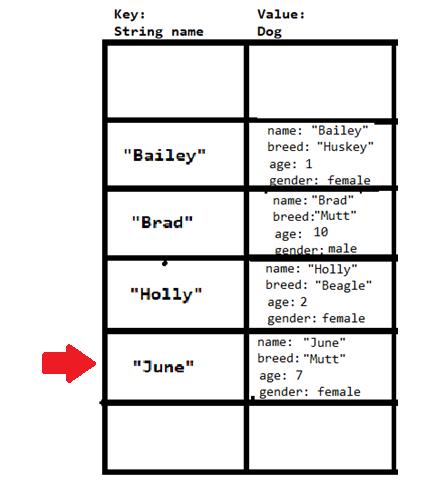 Key: Value:
String name Dog
"Bailey"
name: "Bailey"
breed: "Huskey"
age: 1
gender: female
"Brad"
name:"Brad"
breed:"Mutt"
age: 10
gender:male
"Holly"
name: "Holly"
breed: "Beagle"
age:2
gender:female
"June"
name: "June"
breed:"Mutt"
age: 7
gender: female